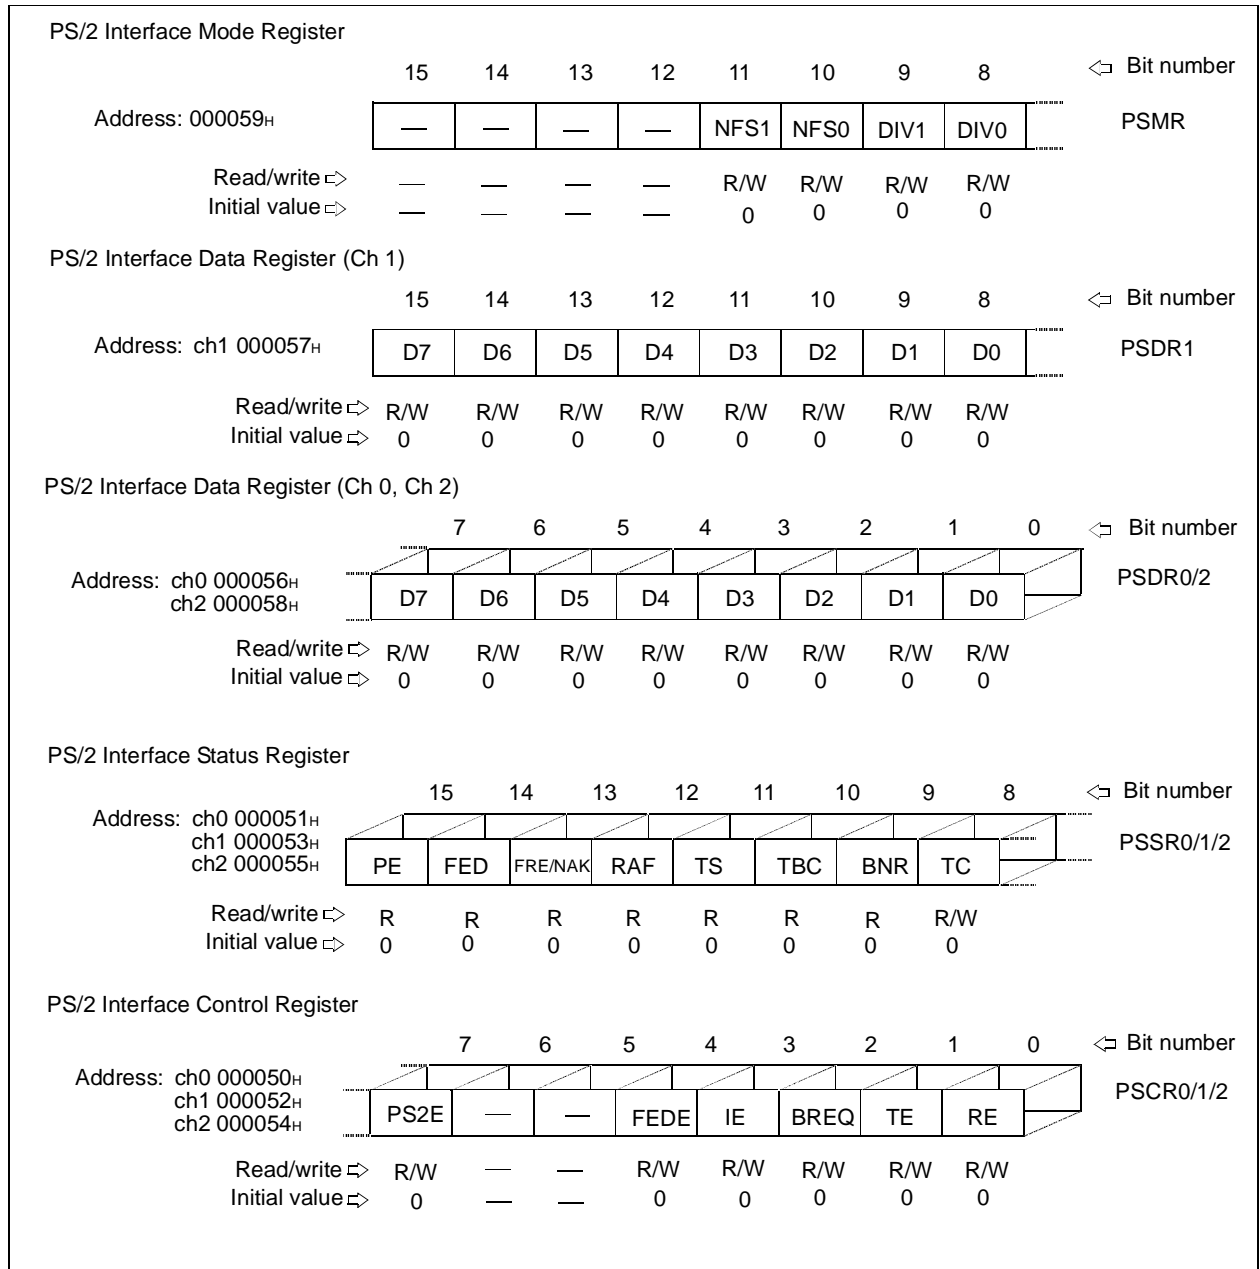 PS/2 Interface Mode Register
15 14 13 12 11 10 9 8 ⇦ Bit number
Address: 000059H — — — — NFS1 NFS0 DIV1 DIV0 PSMR
Read/write ⇨ — — — — R/W R/W R/W R/W
Initial value ⇨ — — — — 0 0 0 0
PS/2 Interface Data Register (Ch 1)
15 14 13 12 11 10 9 8 ⇦ Bit number
Address: ch1 000057H D7 D6 D5 D4 D3 D2 D1 D0 PSDR1
Read/write ⇨ R/W R/W R/W R/W R/W R/W R/W R/W
Initial value ⇨ 0 0 0 0 0 0 0 0
PS/2 Interface Data Register (Ch 0, Ch 2)
7 6 5 4 3 2 1 0 ⇦ Bit number
Address: ch0 000056H PSDR0/2
ch2 000058H D7 D6 D5 D4 D3 D2 D1 D0
Read/write ⇨ R/W R/W R/W R/W R/W R/W R/W R/W
Initial value ⇨ 0 0 0 0 0 0 0 0
PS/2 Interface Status Register
15 14 13 12 11 10 9 8 ⇦ Bit number
Address: ch0 000051H
ch1 000053H PSSR0/1/2
ch2 000055H PE FED FRE/NAK RAF TS TBC BNR TC
Read/write ⇨ R R R R R R R R/W
Initial value ⇨ 0 0 0 0 0 0 0 0
PS/2 Interface Control Register
7 6 5 4 3 2 1 0 ⇦ Bit number
Address: ch0 000050H
ch1 000052H PSCR0/1/2
ch2 000054H PS2E — — FEDE IE BREQ TE RE
Read/write ⇨ R/W — — R/W R/W R/W R/W R/W
Initial value ⇨ 0 — — 0 0 0 0 0